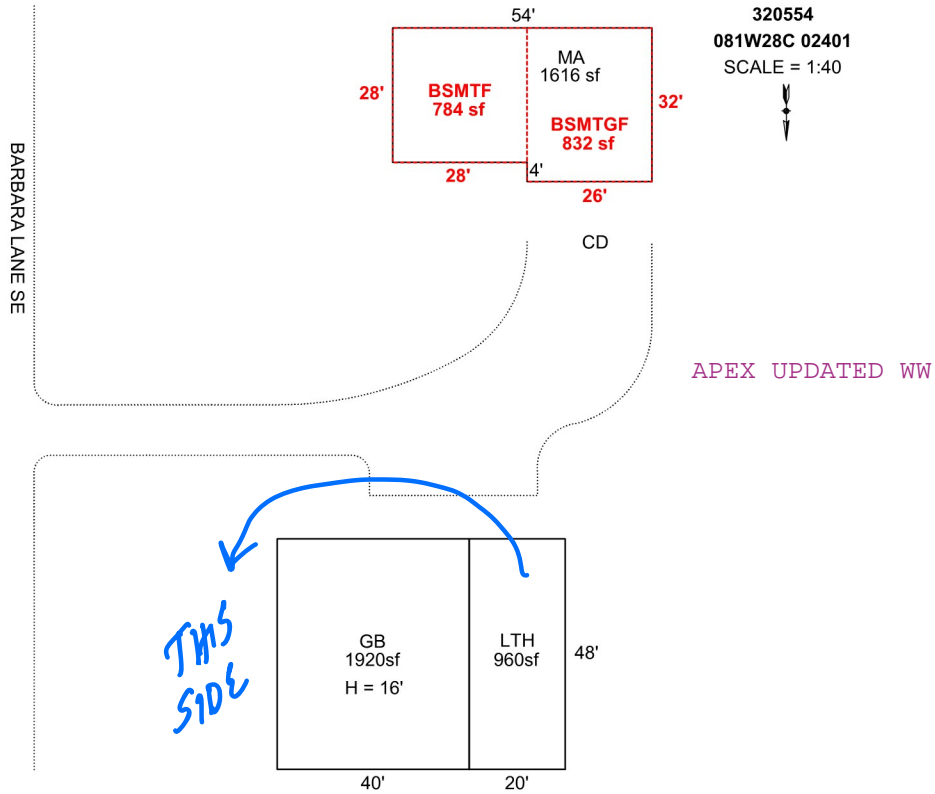 54'
320554
081W28C 02401
SCALE = 1:40
MA
1616 sf
28'
BSMTF
784 sf
32'
BSMTGF
832 sf
28'
4'
26'
BARBARA LANE SE
CD
APEX UPDATED WW
THIS
SIDE
GB
1920sf
H = 16'
LTH
960sf
48'
40'
20'